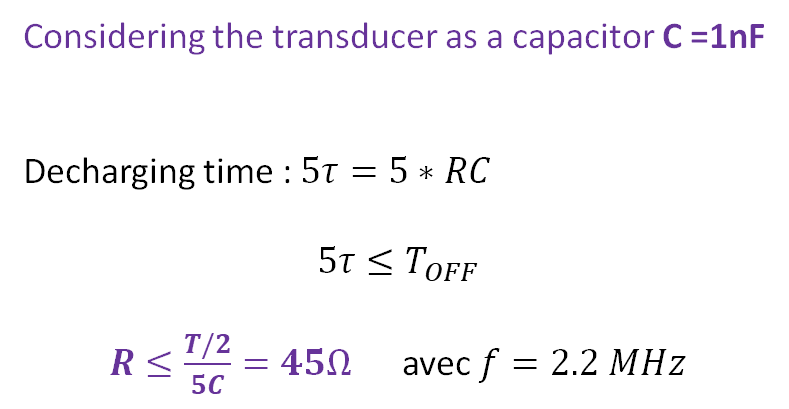 Considering the transducer as a capacitor C =1nF
Decharging time : 5τ = 5 ∗ RC
5τ ≤ T_OFF
R ≤ \frac{T/2}{5C} = 45Ω avec f = 2.2 MHz